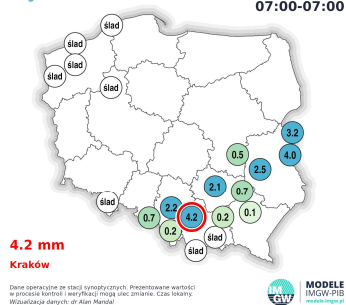 07:00-07:00
ślad
ślad
ślad
ślad
ślad
3.2
0.5
4.0
2.5
2.1
0.7
ślad
2.2
0.7
4.2
0.2
0.1
0.2
ślad
ślad
4.2 mm
Kraków
Dane operacyjne ze stacji synoptycznych. Prezentowane wartości
w procesie kontroli i weryfikacji mogą ulec zmianie. Czas lokalny.
Wizualizacja danych: dr Alan Mandal
IM
GW
MODELE
IMGW-PIB
modele.imgw.pl